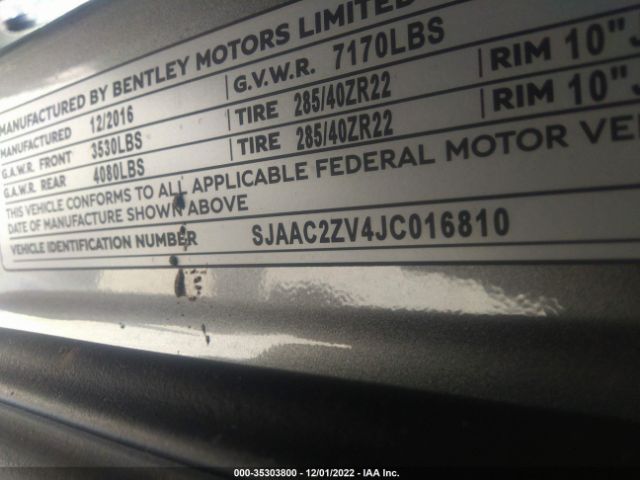 MANUFACTURED BY BENTLEY MOTORS LIMITED
MANUFACTURED 12/2016 G.V.W.R. 7170LBS
G.A.W.R. FRONT 3530LBS TIRE 285/40ZR22 RIM 10"J
G.A.W.R. REAR 4080LBS TIRE 285/40ZR22 RIM 10"J
THIS VEHICLE CONFORMS TO ALL APPLICABLE FEDERAL MOTOR VE
DATE OF MANUFACTURE SHOWN ABOVE
VEHICLE IDENTIFICATION NUMBER SJAAC2ZV4JC016810
000-35303800 - 12/01/2022 - IAA Inc.